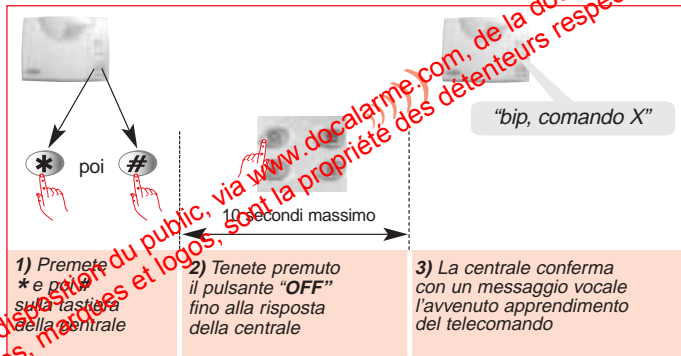 disposition du public, via www.docalarme.com, de la do
es, marques et logos, sont la propriété des détenteurs respec
“bip, comando X”
* poi #
10 secondi massimo
1) Premete
* e poi #
sulla tastiera
della centrale
2) Tenete premuto
il pulsante “OFF”
fino alla risposta
della centrale
3) La centrale conferma
con un messaggio vocale
l’avvenuto apprendimento
del telecomando